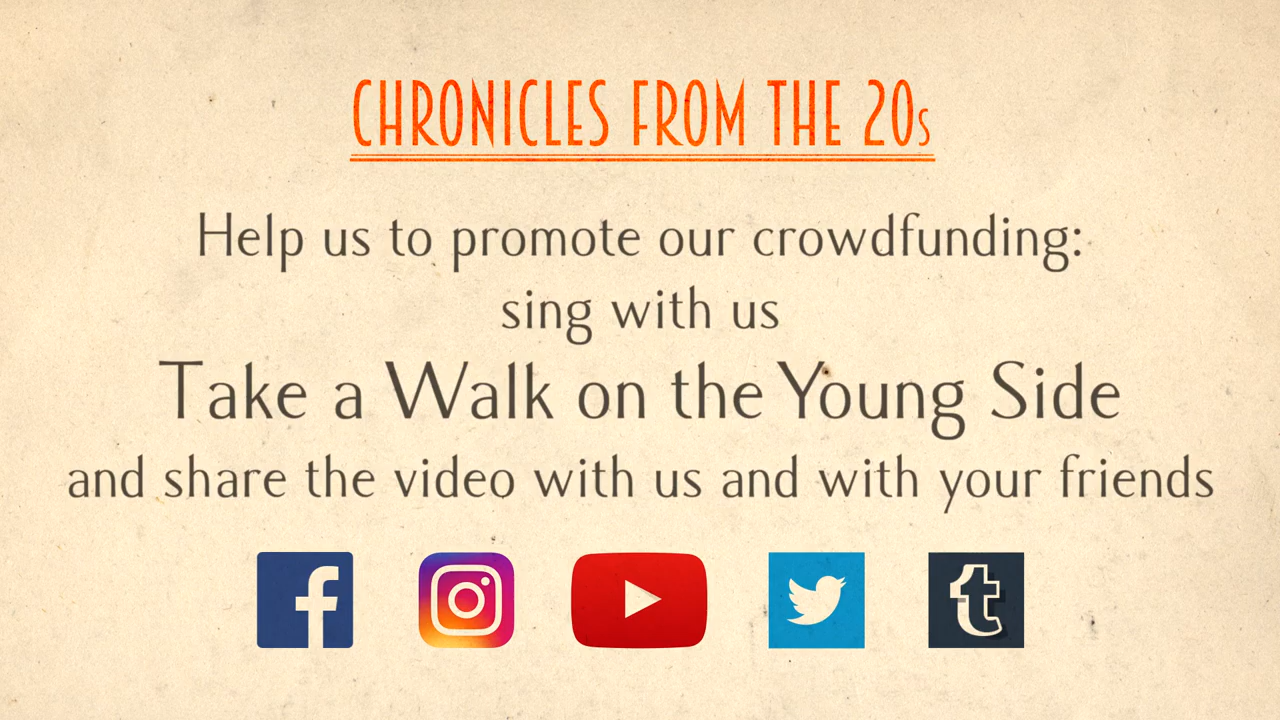 CHRONICLES FROM THE 20s
Help us to promote our crowdfunding:
sing with us
Take a Walk on the Young Side
and share the video with us and with your friends
f
t